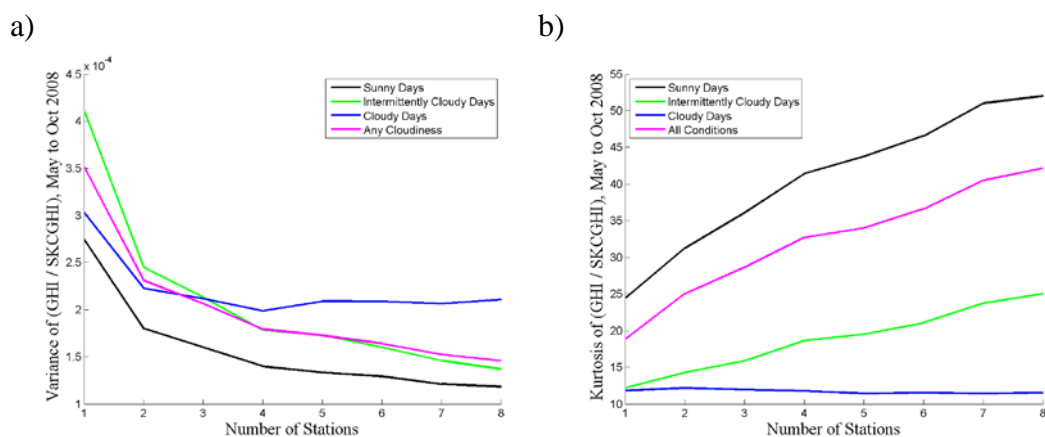 a)
x 10⁻⁴
4.5
4
3.5
3
2.5
2
1.5
1
Variance of (GHI / SKCGHI), May to Oct 2008
Sunny Days
Intermittently Cloudy Days
Cloudy Days
Any Cloudiness
1 2 3 4 5 6 7 8
Number of Stations
b)
55
50
45
40
35
30
25
20
15
10
Kurtosis of (GHI / SKCGHI), May to Oct 2008
Sunny Days
Intermittently Cloudy Days
Cloudy Days
All Conditions
1 2 3 4 5 6 7 8
Number of Stations